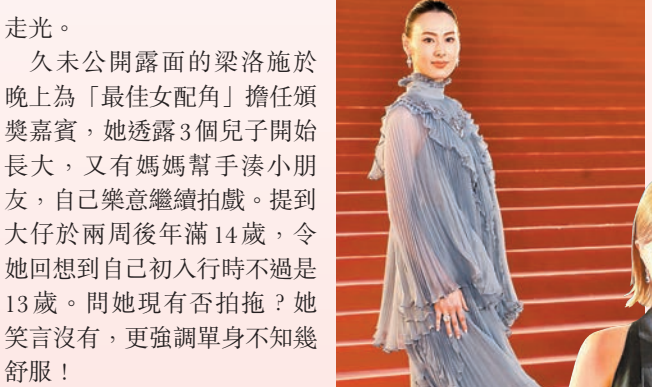 走光。
久未公開露面的梁洛施於
晚上為「最佳女配角」擔任頒
獎嘉賓，她透露3個兒子開始
長大，又有媽媽幫手湊小朋
友，自己樂意繼續拍戲。提到
大仔於兩周後年滿14歲，令
她回想到自己初入行時不過是
13歲。問她現有否拍拖？她
笑言沒有，更強調單身不知幾
舒服！